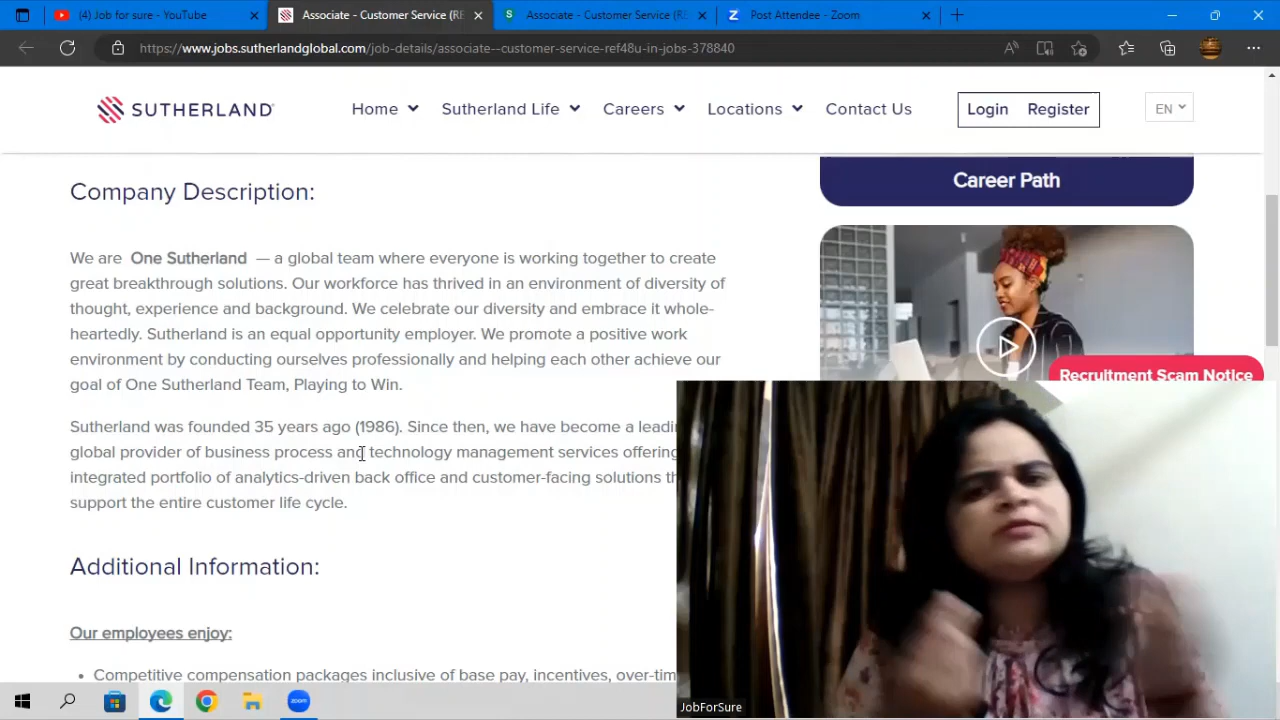 (4) Job for sure - YouTube
Associate - Customer Service (RE
Associate - Customer Service (RE
Post Attendee - Zoom
https://www.jobs.sutherlandglobal.com/job-details/associate--customer-service-ref48u-in-jobs-378840
SUTHERLAND
Home
Sutherland Life
Careers
Locations
Contact Us
Login
Register
EN
Company Description:
We are One Sutherland — a global team where everyone is working together to create
great breakthrough solutions. Our workforce has thrived in an environment of diversity of
thought, experience and background. We celebrate our diversity and embrace it whole-
heartedly. Sutherland is an equal opportunity employer. We promote a positive work
environment by conducting ourselves professionally and helping each other achieve our
goal of One Sutherland Team, Playing to Win.
Sutherland was founded 35 years ago (1986). Since then, we have become a leadi
global provider of business process and technology management services offering
integrated portfolio of analytics-driven back office and customer-facing solutions th
support the entire customer life cycle.
Additional Information:
Our employees enjoy:
• Competitive compensation packages inclusive of base pay, incentives, over-tim
Career Path
Recruitment Scam Notice
zoom
JobForSure